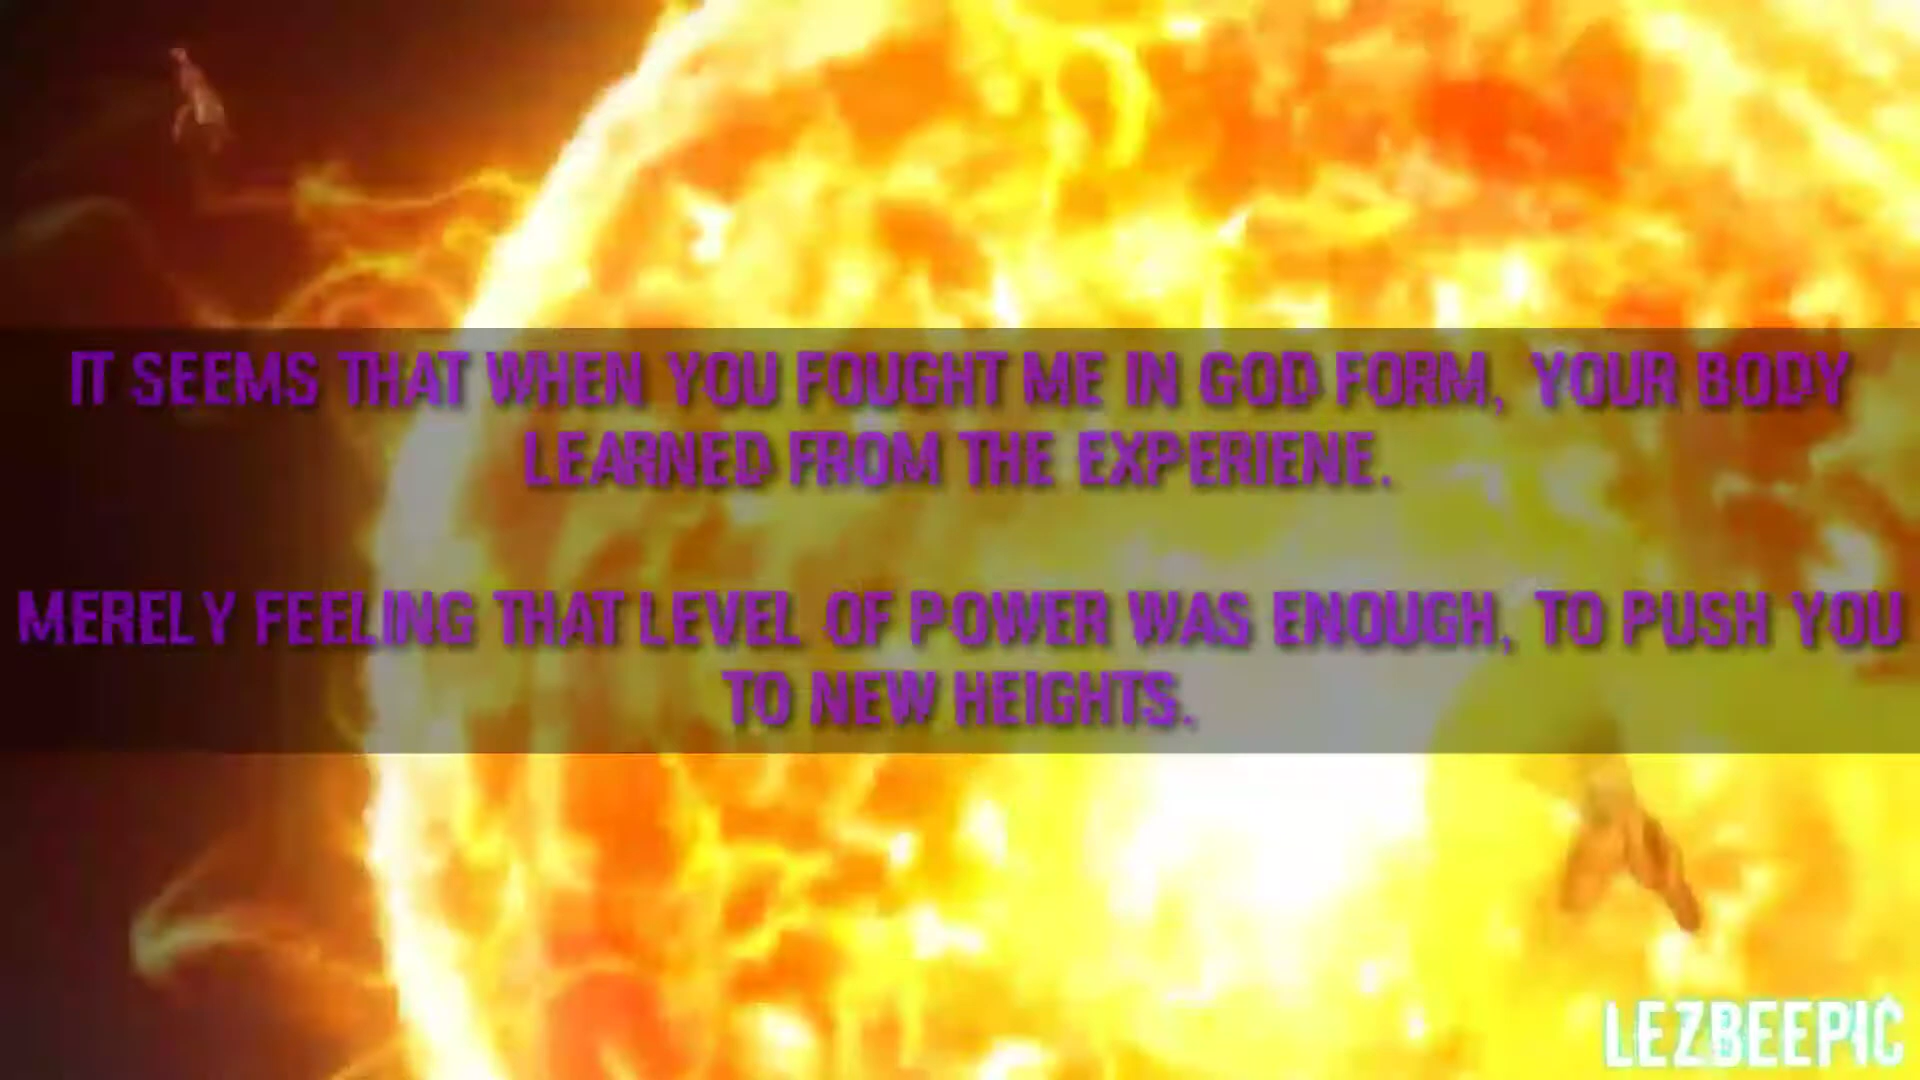 IT SEEMS THAT WHEN YOU FOUGHT ME IN GOD FORM, YOUR BODY
LEARNED FROM THE EXPERIENE.
MERELY FEELING THAT LEVEL OF POWER WAS ENOUGH, TO PUSH YOU
TO NEW HEIGHTS.
LEZBEEPIC